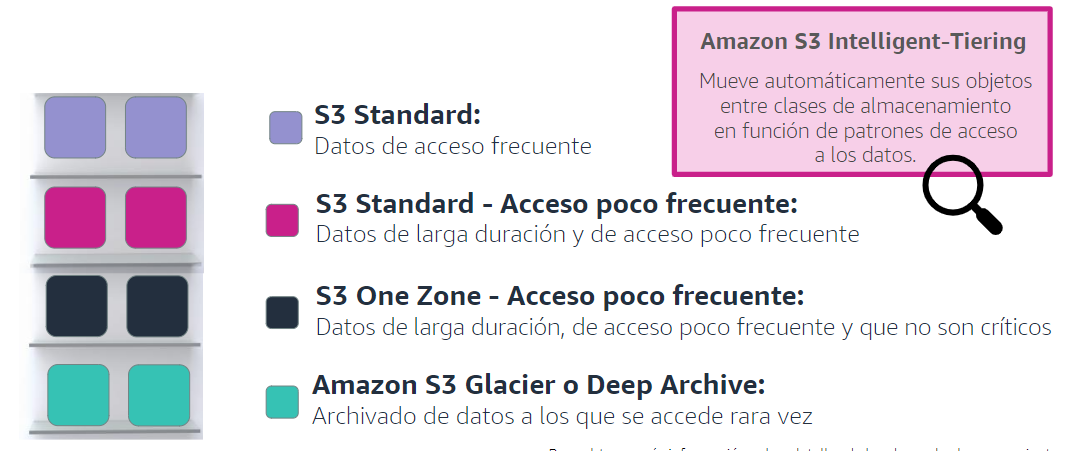 Amazon S3 Intelligent-Tiering
Mueve automáticamente sus objetos
entre clases de almacenamiento
en función de patrones de acceso
a los datos.
S3 Standard:
Datos de acceso frecuente
S3 Standard - Acceso poco frecuente:
Datos de larga duración y de acceso poco frecuente
S3 One Zone - Acceso poco frecuente:
Datos de larga duración, de acceso poco frecuente y que no son críticos
Amazon S3 Glacier o Deep Archive:
Archivado de datos a los que se accede rara vez